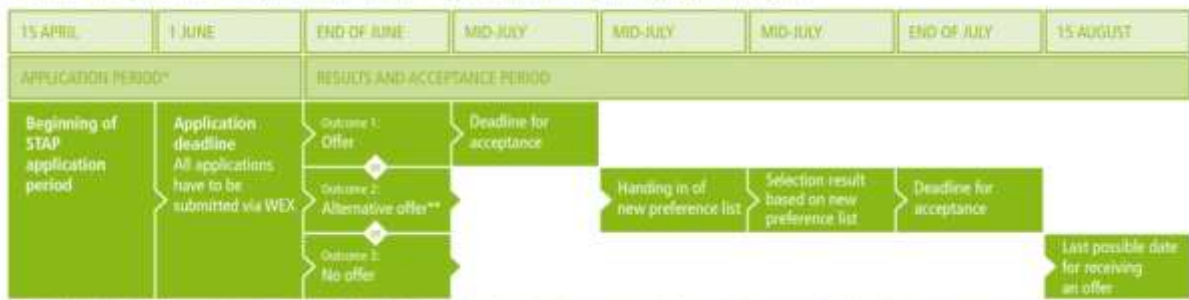 15 APRIL
1 JUNE
END OF JUNE
MID-JULY
MID-JULY
MID-JULY
END OF JULY
15 AUGUST
APPLICATION PERIOD*
RESULTS AND ACCEPTANCE PERIOD
Beginning of
STAP
application
period
Application
deadline
All applications
have to be
submitted via WEX
Outcome 1:
Offer
or
Outcome 2:
Alternative offer**
or
Outcome 3:
No offer
Deadline for
acceptance
Handing in of
new preference list
Selection result
based on new
preference list
Deadline for
acceptance
Last possible date
for receiving
an offer